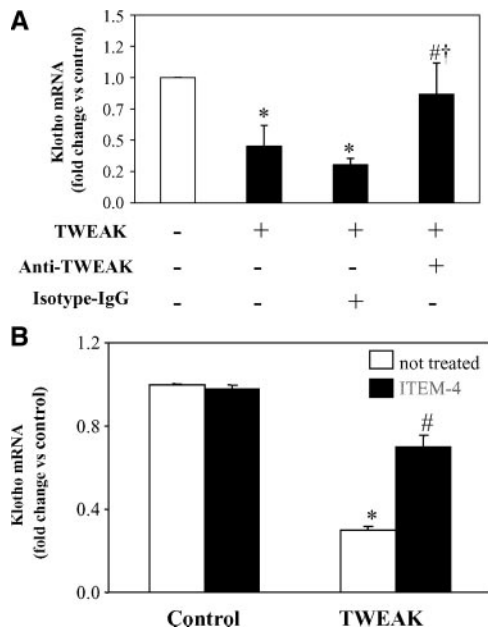 A
Klotho mRNA
(fold change vs control)
1.5
1.0
0.7
0.5
0.2
0.0
* * #†
TWEAK - + + +
Anti-TWEAK - - - +
Isotype-IgG - - + -
B
Klotho mRNA
(fold change vs control)
1.2
0.8
0.4
0.0
not treated
ITEM-4
* #
Control TWEAK